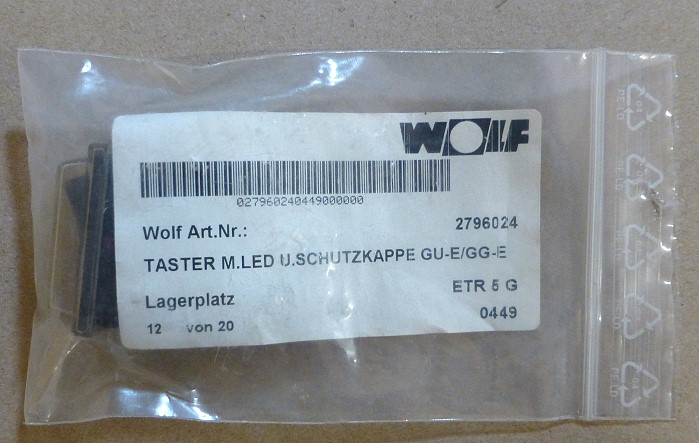 WOLF
027960240449000000
Wolf Art.Nr.: 2796024
TASTER M.LED U.SCHUTZKAPPE GU-E/GG-E
Lagerplatz ETR 5 G
12 von 20 0449